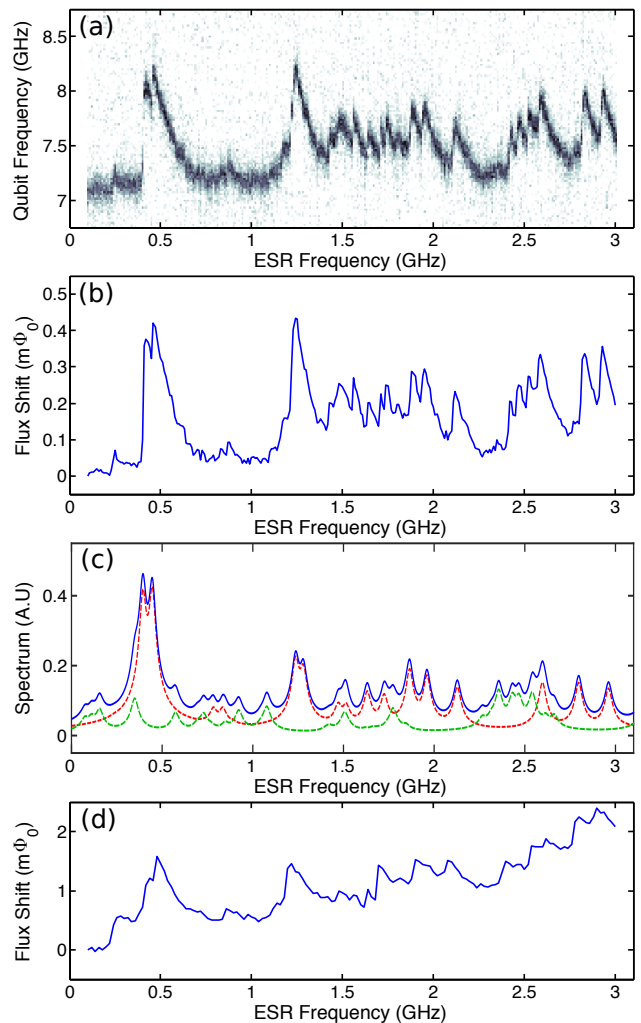 (a)
Qubit Frequency (GHz)
8.5
8
7.5
7
0 0.5 1 1.5 2 2.5 3
ESR Frequency (GHz)
(b)
Flux Shift (mΦ0)
0.5
0.4
0.3
0.2
0.1
0
0 0.5 1 1.5 2 2.5 3
ESR Frequency (GHz)
(c)
Spectrum (A.U)
0.4
0.2
0
0 0.5 1 1.5 2 2.5 3
ESR Frequency (GHz)
(d)
Flux Shift (mΦ0)
2
1
0
0 0.5 1 1.5 2 2.5 3
ESR Frequency (GHz)